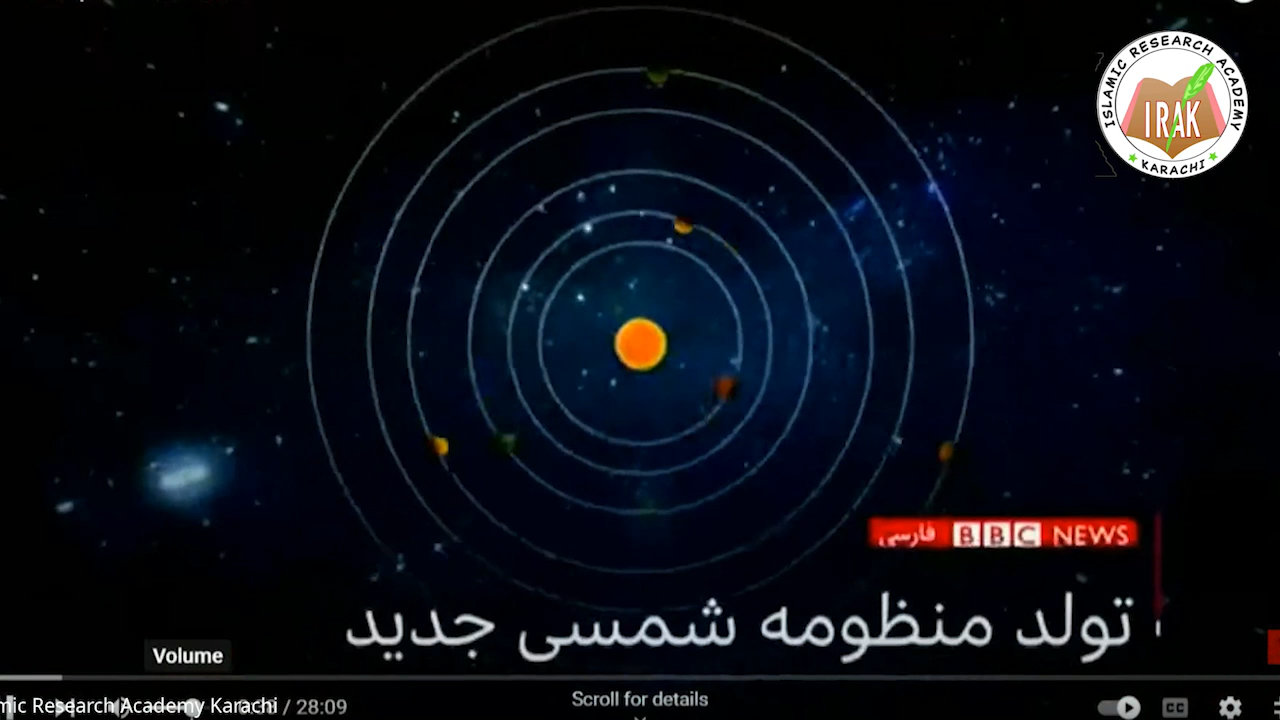 ISLAMIC RESEARCH ACADEMY
IRAK
KARACHI
فارسی BBC NEWS
تولد منظومه شمسی جدید
Volume
Scroll for details
mic Research Academy Karachi
/ 28:09
CC